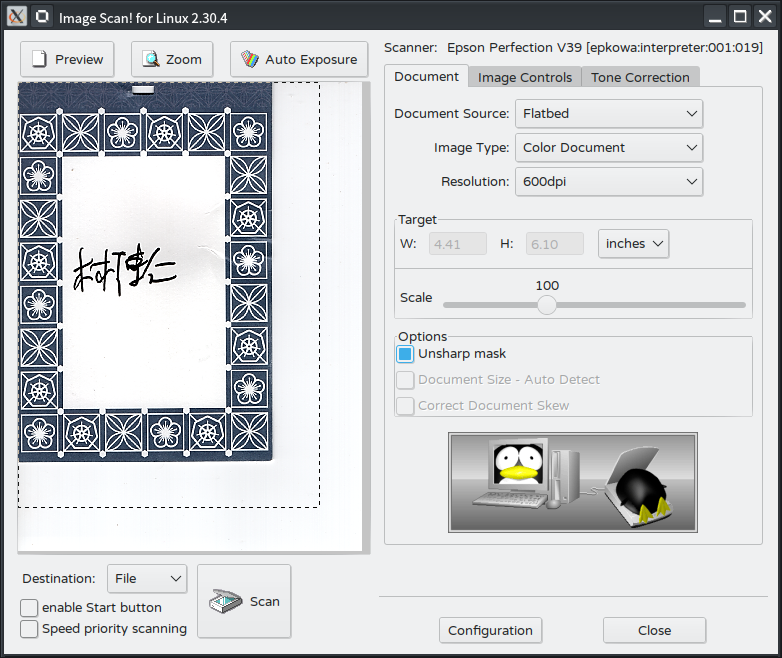 Image Scan! for Linux 2.30.4
Preview
Zoom
Auto Exposure
Scanner: Epson Perfection V39 [epkowa:interpreter:001:019]
Document
Image Controls
Tone Correction
Document Source: Flatbed
Image Type: Color Document
Resolution: 600dpi
Target
W: 4.41 H: 6.10 inches
100
Scale
Options
Unsharp mask
Document Size - Auto Detect
Correct Document Skew
Destination: File
enable Start button
Speed priority scanning
Scan
Configuration
Close